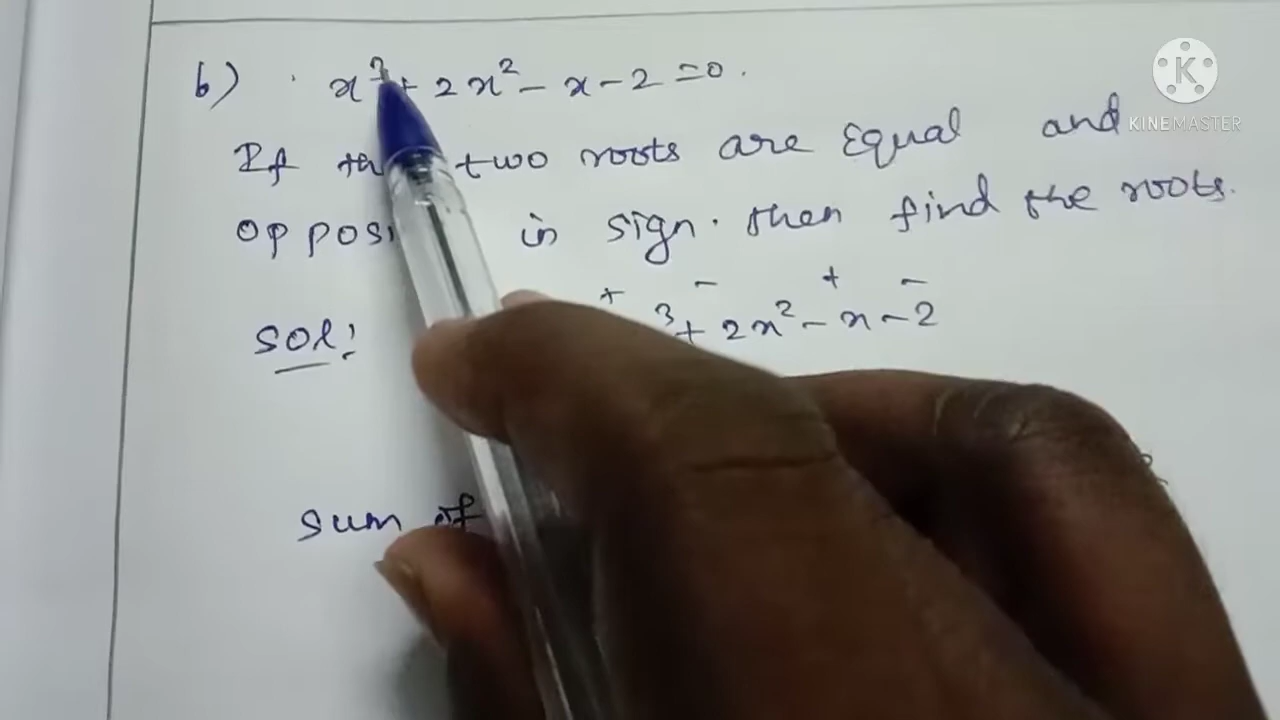 b) x³ + 2x² - x - 2 = 0.
If two roots are Equal and
in sign. then find the roots.
+ - + -
Sol: ³ + 2x² - x - 2
Sum of
K
KINEMASTER